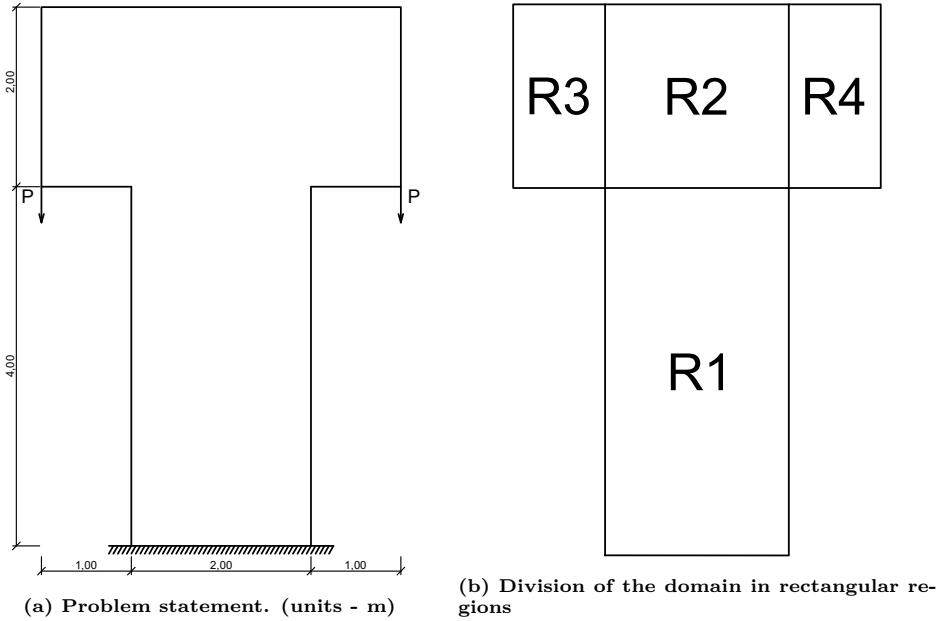 2,00
P
P
4,00
1,00
2,00
1,00
(a) Problem statement. (units - m)
R3
R2
R4
R1
(b) Division of the domain in rectangular re-
gions